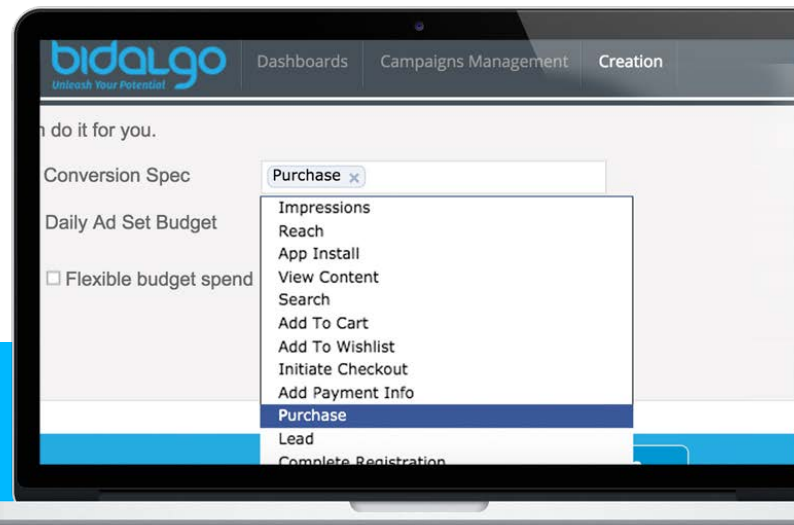 bidalgo
Unleash Your Potential
Dashboards Campaigns Management Creation
do it for you.
Conversion Spec Purchase ×
Daily Ad Set Budget
Flexible budget spend
Impressions
Reach
App Install
View Content
Search
Add To Cart
Add To Wishlist
Initiate Checkout
Add Payment Info
Purchase
Lead
Complete Registration